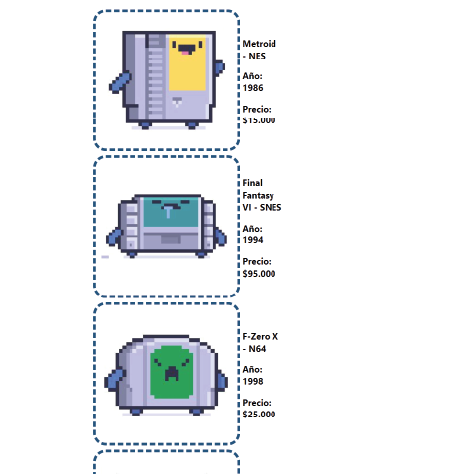 Metroid
- NES
Año:
1986
Precio:
$15.000
Final
Fantasy
VI - SNES
Año:
1994
Precio:
$95.000
F-Zero X
- N64
Año:
1998
Precio:
$25.000